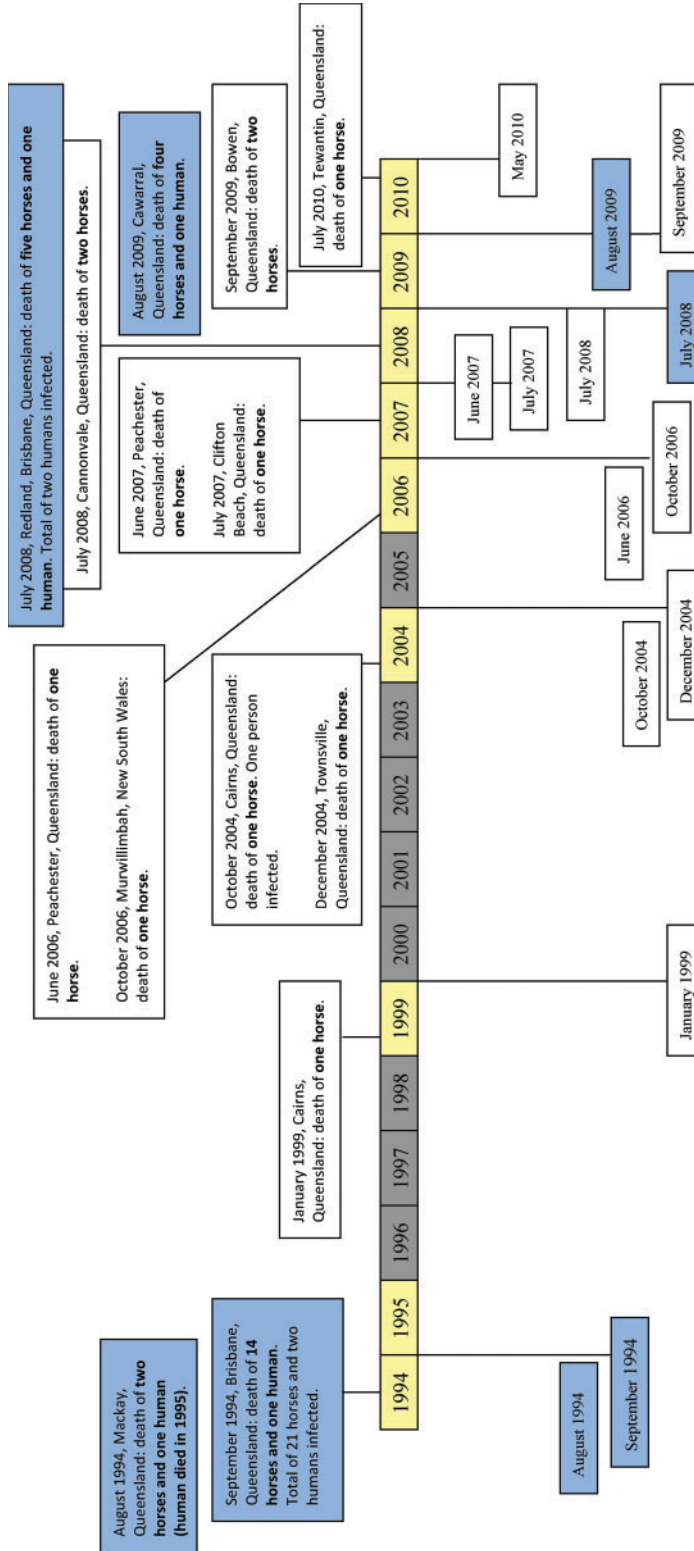 August 1994, Mackay,
Queensland: death of two
horses and one human
(human died in 1995).
September 1994, Brisbane,
Queensland: death of 14
horses and one human.
Total of 21 horses and two
humans infected.
January 1999, Cairns,
Queensland: death of one horse.
June 2006, Peachester, Queensland: death of one
horse.
October 2006, Murwillimbah, New South Wales:
death of one horse.
October 2004, Cairns, Queensland:
death of one horse. One person
infected.
December 2004, Townsville,
Queensland: death of one horse.
July 2008, Redland, Brisbane, Queensland: death of five horses and one
human. Total of two humans infected.
July 2008, Cannonvale, Queensland: death of two horses.
June 2007, Peachester,
Queensland: death of
one horse.
July 2007, Clifton
Beach, Queensland:
death of one horse.
August 2009, Cawarral,
Queensland: death of four
horses and one human.
September 2009, Bowen,
Queensland: death of two
horses.
July 2010, Tewantin, Queensland:
death of one horse.
1994 1995 1996 1997 1998 1999 2000 2001 2002 2003 2004 2005 2006 2007 2008 2009 2010
August 1994
September 1994
January 1999
October 2004
December 2004
June 2006
October 2006
June 2007
July 2007
July 2008
July 2008
August 2009
September 2009
May 2010